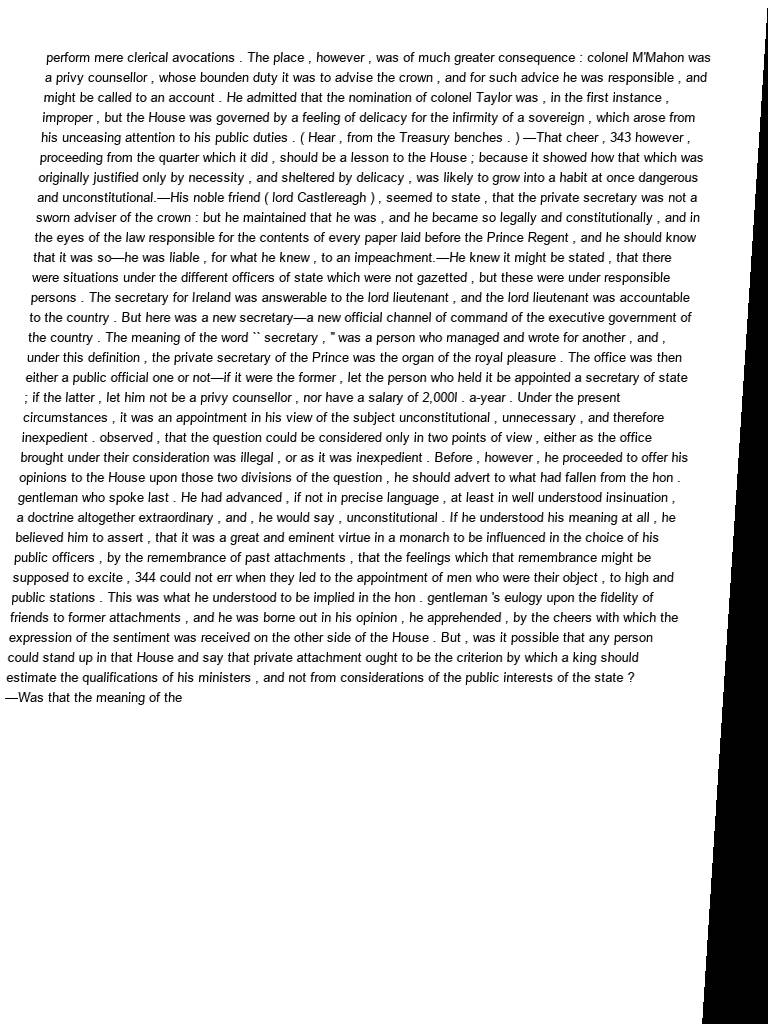 perform mere clerical avocations . The place , however , was of much greater consequence : colonel M'Mahon was
a privy counsellor , whose bounden duty it was to advise the crown , and for such advice he was responsible , and
might be called to an account . He admitted that the nomination of colonel Taylor was , in the first instance ,
improper , but the House was governed by a feeling of delicacy for the infirmity of a sovereign , which arose from
his unceasing attention to his public duties . ( Hear , from the Treasury benches . ) —That cheer , 343 however ,
proceeding from the quarter which it did , should be a lesson to the House ; because it showed how that which was
originally justified only by necessity , and sheltered by delicacy , was likely to grow into a habit at once dangerous
and unconstitutional.—His noble friend ( lord Castlereagh ) , seemed to state , that the private secretary was not a
sworn adviser of the crown : but he maintained that he was , and he became so legally and constitutionally , and in
the eyes of the law responsible for the contents of every paper laid before the Prince Regent , and he should know
that it was so—he was liable , for what he knew , to an impeachment.—He knew it might be stated , that there
were situations under the different officers of state which were not gazetted , but these were under responsible
persons . The secretary for Ireland was answerable to the lord lieutenant , and the lord lieutenant was accountable
to the country . But here was a new secretary—a new official channel of command of the executive government of
the country . The meaning of the word `` secretary , '' was a person who managed and wrote for another , and ,
under this definition , the private secretary of the Prince was the organ of the royal pleasure . The office was then
either a public official one or not—if it were the former , let the person who held it be appointed a secretary of state
; if the latter , let him not be a privy counsellor , nor have a salary of 2,000l . a-year . Under the present
circumstances , it was an appointment in his view of the subject unconstitutional , unnecessary , and therefore
inexpedient . observed , that the question could be considered only in two points of view , either as the office
brought under their consideration was illegal , or as it was inexpedient . Before , however , he proceeded to offer his
opinions to the House upon those two divisions of the question , he should advert to what had fallen from the hon .
gentleman who spoke last . He had advanced , if not in precise language , at least in well understood insinuation ,
a doctrine altogether extraordinary , and , he would say , unconstitutional . If he understood his meaning at all , he
believed him to assert , that it was a great and eminent virtue in a monarch to be influenced in the choice of his
public officers , by the remembrance of past attachments , that the feelings which that remembrance might be
supposed to excite , 344 could not err when they led to the appointment of men who were their object , to high and
public stations . This was what he understood to be implied in the hon . gentleman 's eulogy upon the fidelity of
friends to former attachments , and he was borne out in his opinion , he apprehended , by the cheers with which the
expression of the sentiment was received on the other side of the House . But , was it possible that any person
could stand up in that House and say that private attachment ought to be the criterion by which a king should
estimate the qualifications of his ministers , and not from considerations of the public interests of the state ?
—Was that the meaning of the